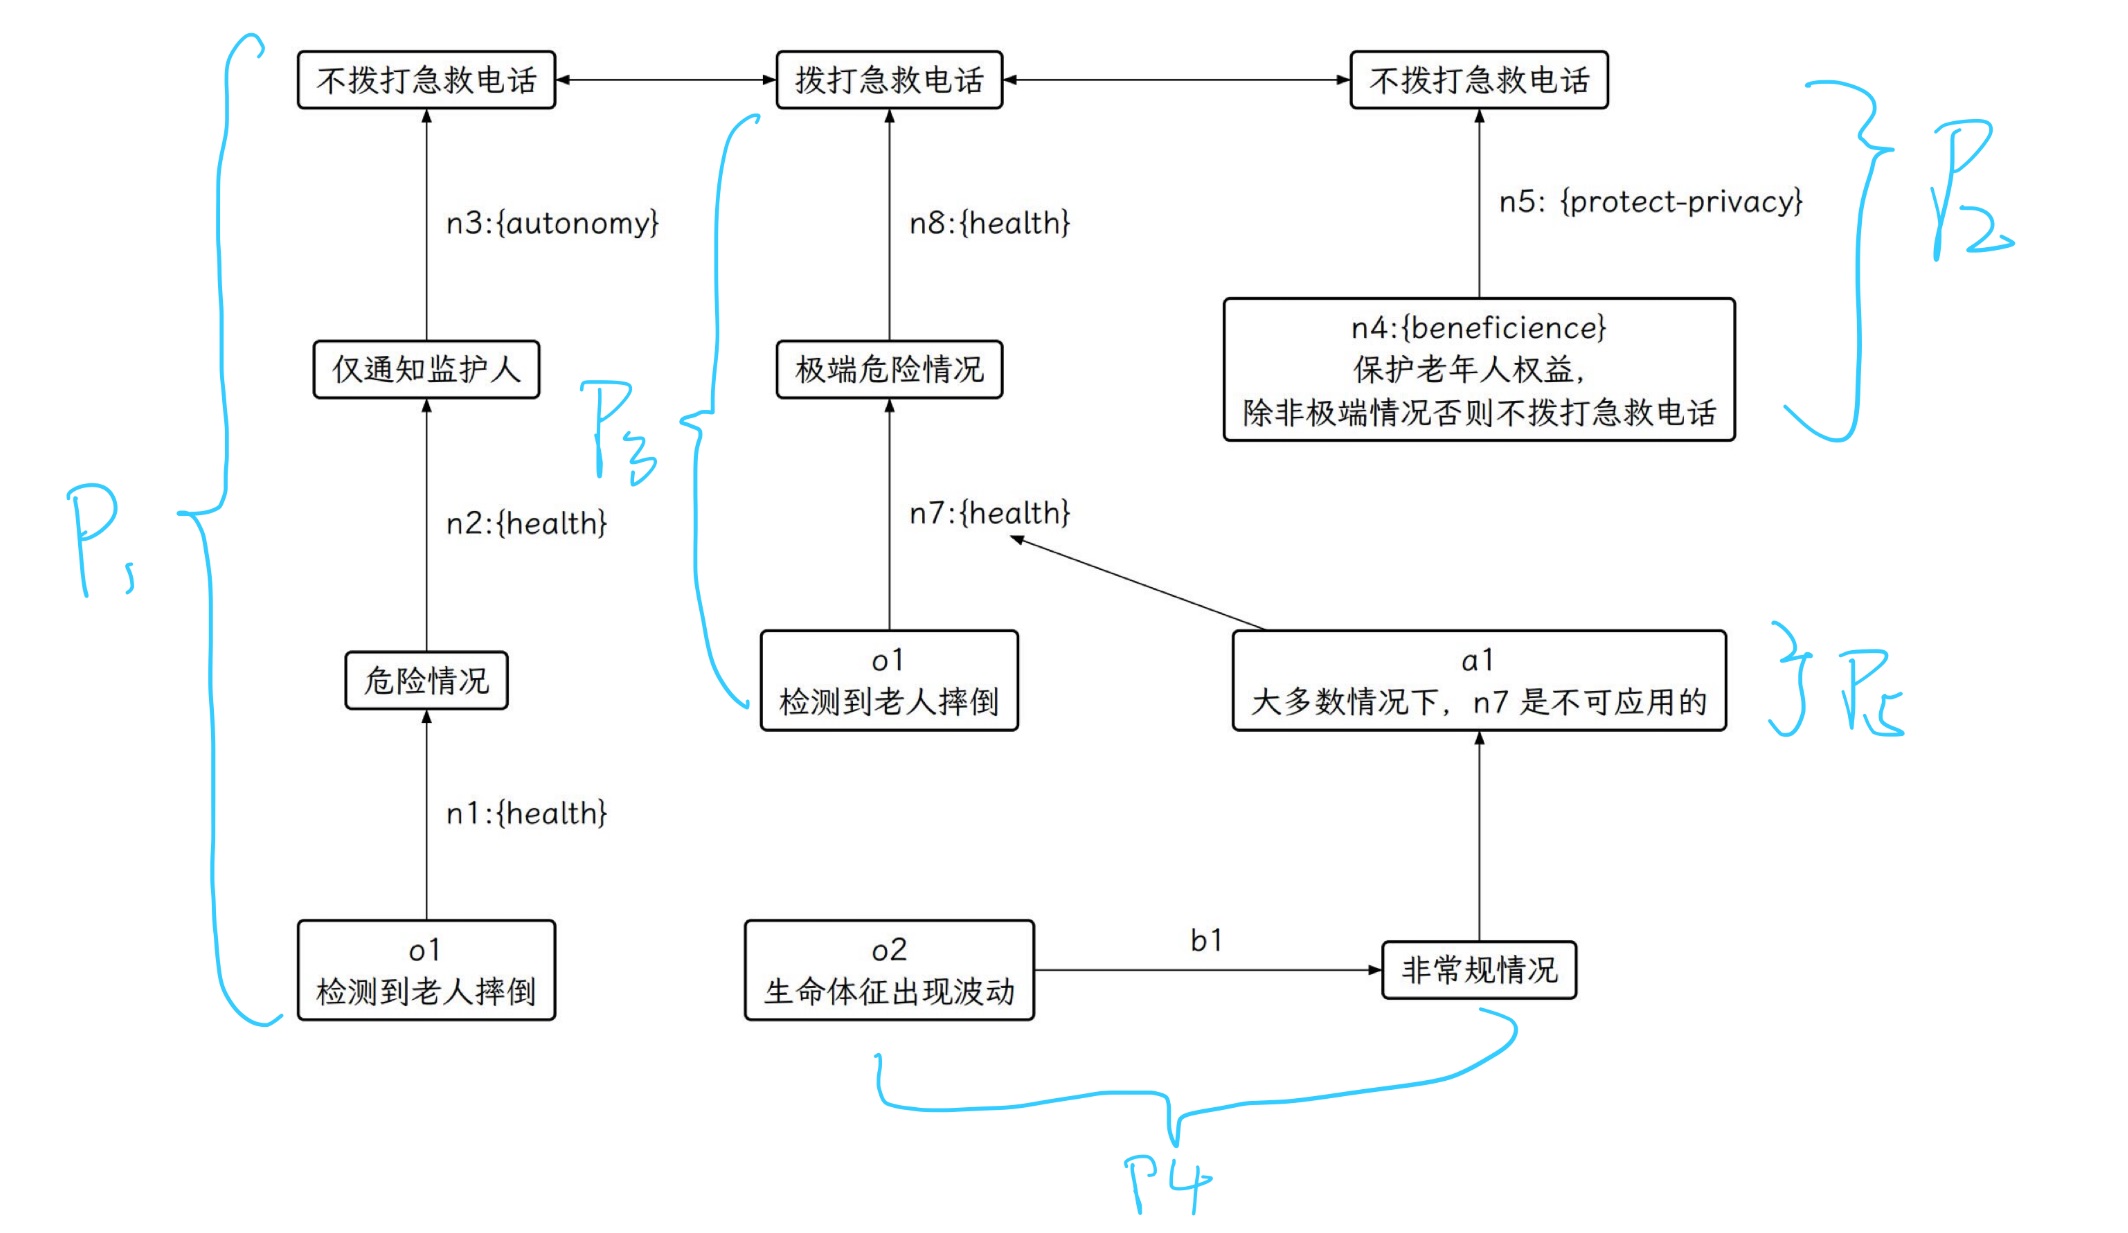 不拨打急救电话
拨打急救电话
不拨打急救电话
n3:{autonomy}
n8:{health}
n5: {protect-privacy}
P2
仅通知监护人
极端危险情况
n4:{beneficience}
保护老年人权益,
除非极端情况否则不拨打急救电话
P3
P1
n2:{health}
n7:{health}
危险情况
o1
检测到老人摔倒
a1
大多数情况下, n7 是不可应用的
P5
n1:{health}
o1
检测到老人摔倒
o2
生命体征出现波动
b1
非常规情况
P4